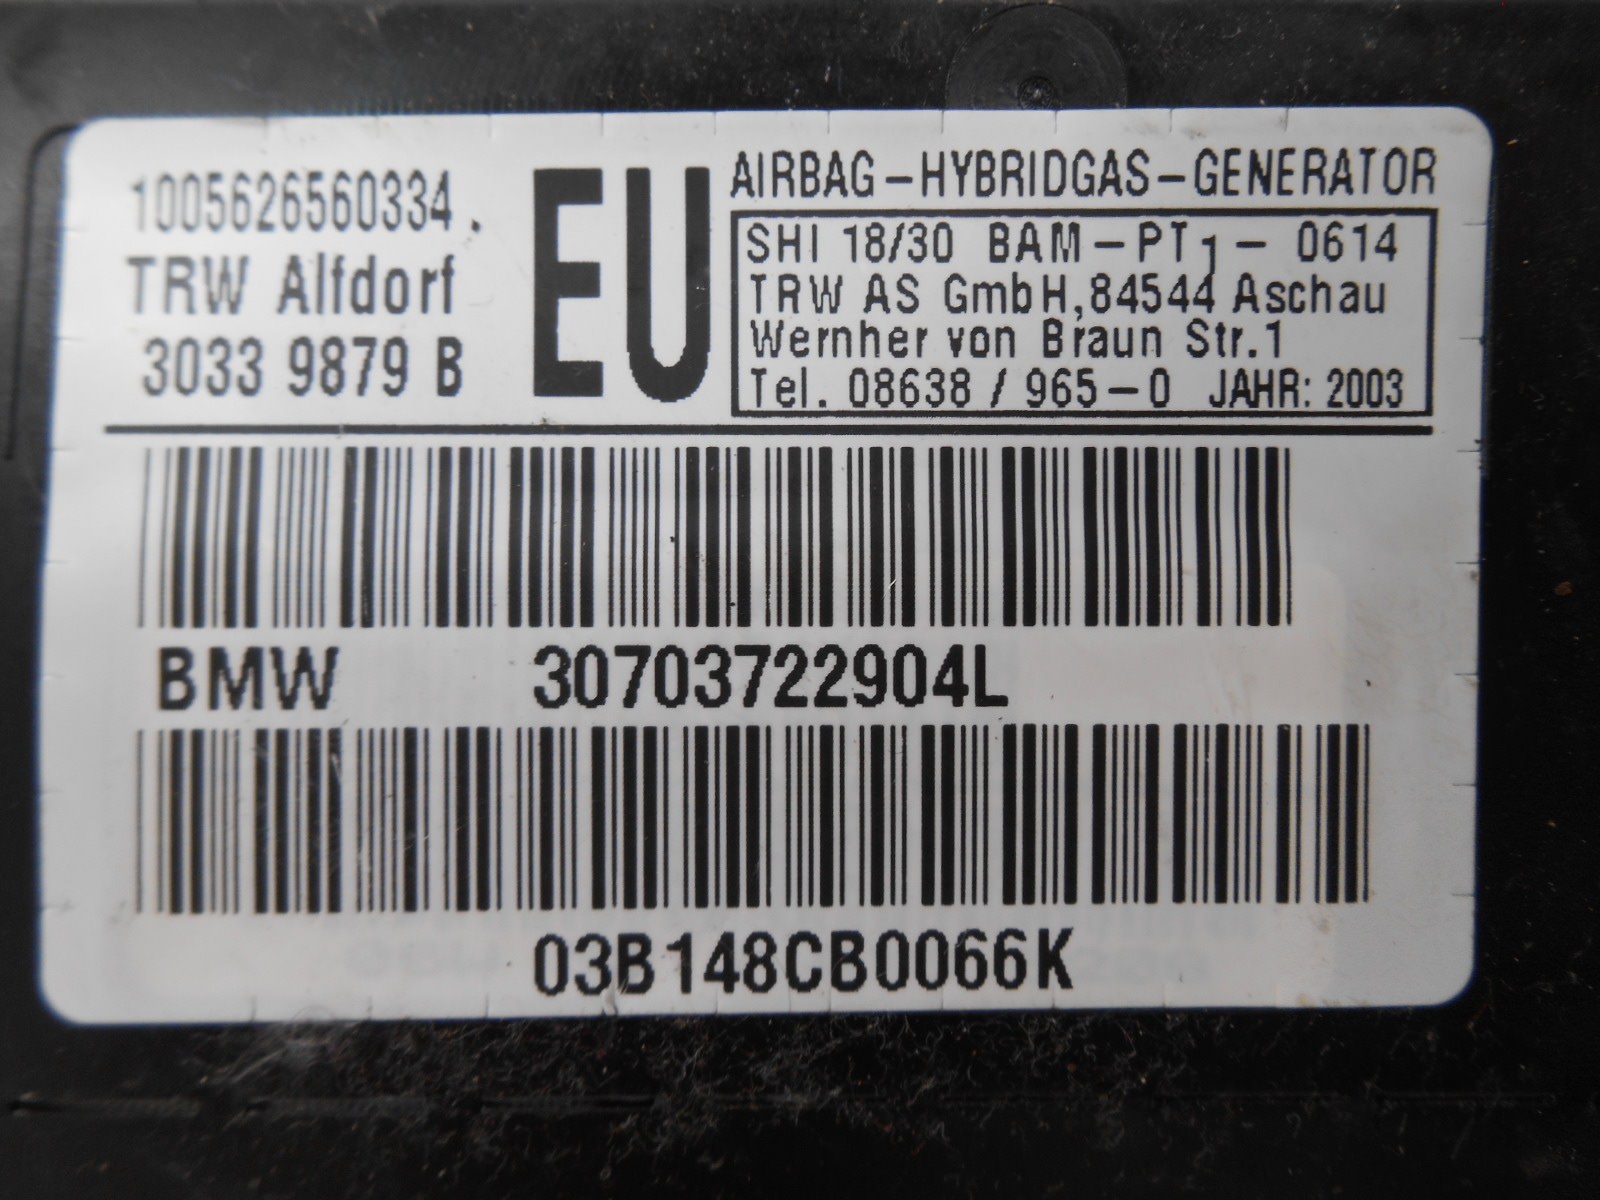 1005626560334.
TRW Alfdorf
3033 9879 B
EU
AIRBAG-HYBRIDGAS-GENERATOR
SHI 18/30 BAM-PT1- 0614
TRW AS GmbH, 84544 Aschau
Wernher von Braun Str.1
Tel. 08638 / 965-0 JAHR: 2003
BMW 30703722904L
03B148CB0066K